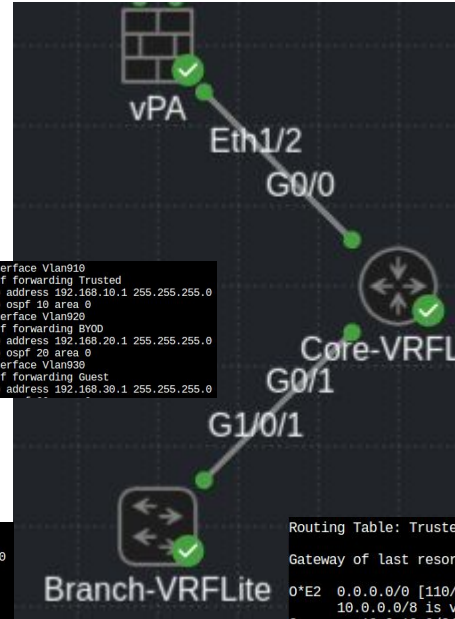 vPA
Eth1/2
G0/0
erface Vlan910
f forwarding Trusted
address 192.168.10.1 255.255.255.0
ospf 10 area 0
erface Vlan920
f forwarding BYOD
address 192.168.20.1 255.255.255.0
ospf 20 area 0
erface Vlan930
f forwarding Guest
address 192.168.30.1 255.255.255.0
Core-VRFL
G0/1
G1/0/1
Branch-VRFLite
0
Routing Table: Truste
Gateway of last resor
O*E2 0.0.0.0/0 [110/
10.0.0.0/8 is v